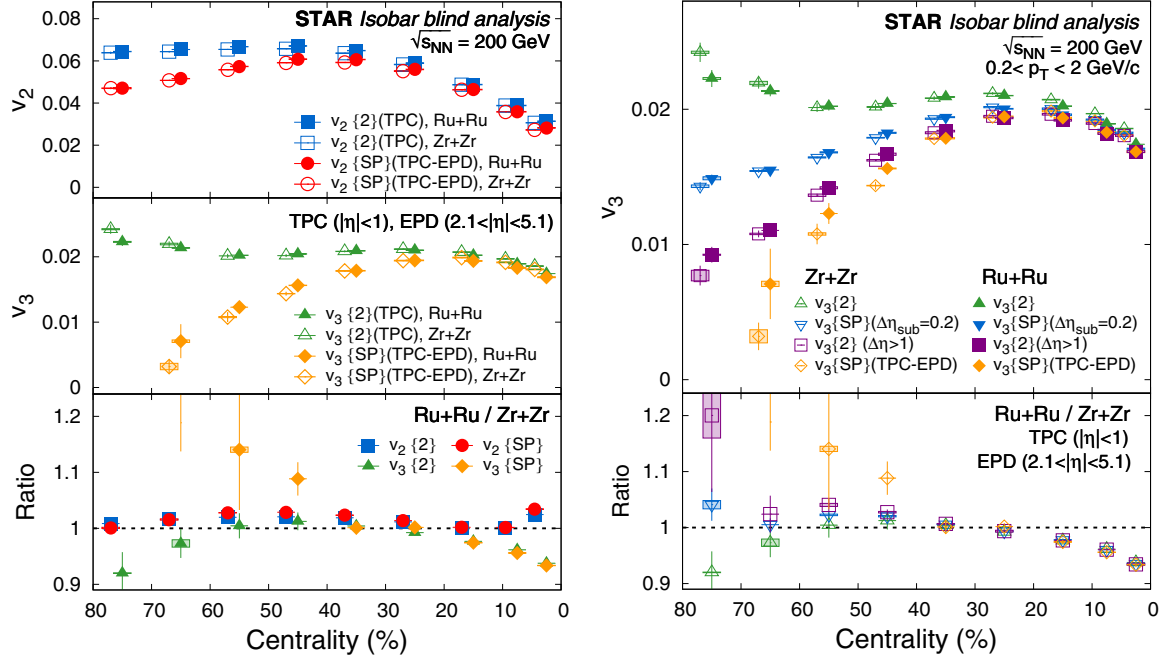 STAR Isobar blind analysis
√sNN = 200 GeV
v2
0.08
0.06
0.04
0.02
0
v2 {2}(TPC), Ru+Ru
v2 {2}(TPC), Zr+Zr
v2 {SP}(TPC-EPD), Ru+Ru
v2 {SP}(TPC-EPD), Zr+Zr
TPC (|η|<1), EPD (2.1<|η|<5.1)
v3
0.02
0.01
0
v3 {2}(TPC), Ru+Ru
v3 {2}(TPC), Zr+Zr
v3 {SP}(TPC-EPD), Ru+Ru
v3 {SP}(TPC-EPD), Zr+Zr
Ru+Ru / Zr+Zr
v2 {2} v2 {SP}
v3 {2} v3 {SP}
Ratio
1.2
1.1
1
0.9
80 70 60 50 40 30 20 10 0
Centrality (%)
STAR Isobar blind analysis
√sNN = 200 GeV
0.2< pT < 2 GeV/c
v3
0.02
0.01
0
Zr+Zr Ru+Ru
v3{2} v3{2}
v3{SP}(Δηsub=0.2) v3{SP}(Δηsub=0.2)
v3{2} (Δη>1) v3{2}(Δη>1)
v3{SP}(TPC-EPD) v3{SP}(TPC-EPD)
Ru+Ru / Zr+Zr
TPC (|η|<1)
EPD (2.1<|η|<5.1)
Ratio
1.2
1.1
1
0.9
80 70 60 50 40 30 20 10 0
Centrality (%)